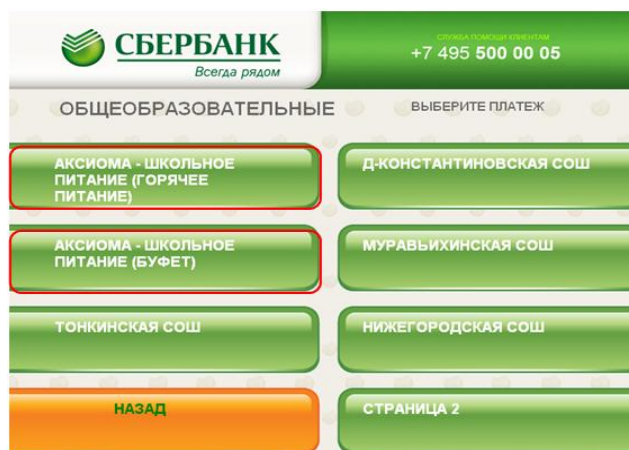 СБЕРБАНК
Всегда рядом
СЛУЖБА ПОМОЩИ КЛИЕНТАМ
+7 495 500 00 05
ОБЩЕОБРАЗОВАТЕЛЬНЫЕ
ВЫБЕРИТЕ ПЛАТЕЖ
АКСИОМА - ШКОЛЬНОЕ
ПИТАНИЕ (ГОРЯЧЕЕ
ПИТАНИЕ)
Д-КОНСТАНТИНОВСКАЯ СОШ
АКСИОМА - ШКОЛЬНОЕ
ПИТАНИЕ (БУФЕТ)
МУРАВЬИХИНСКАЯ СОШ
ТОНКИНСКАЯ СОШ
НИЖЕГОРОДСКАЯ СОШ
НАЗАД
СТРАНИЦА 2